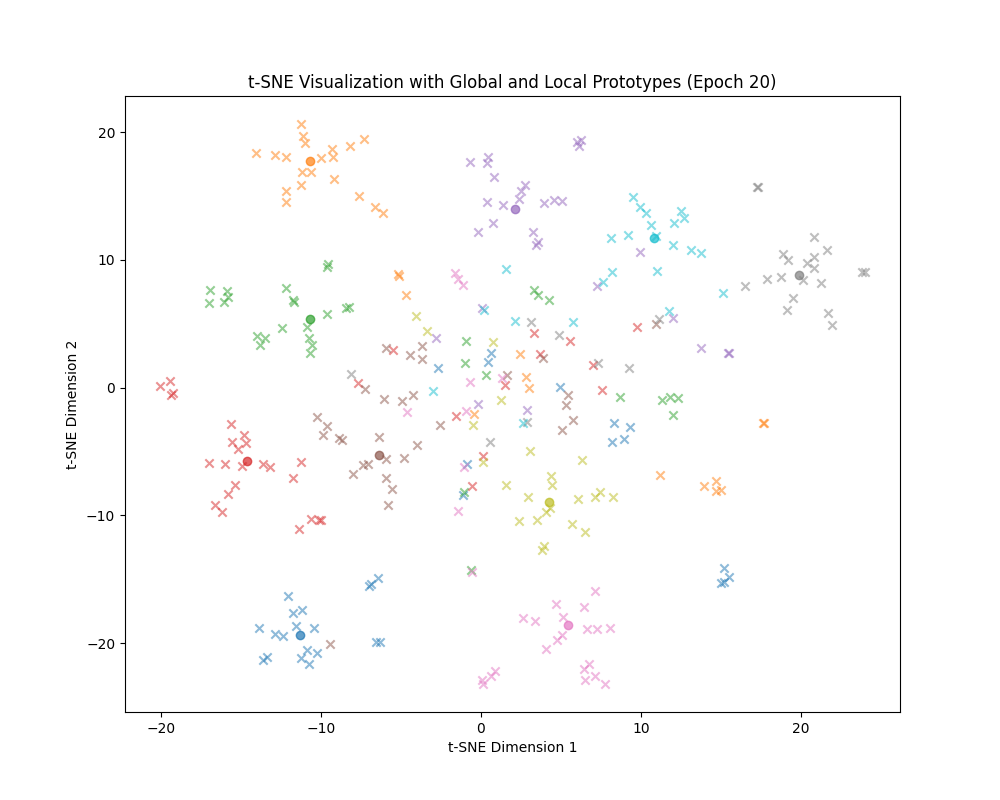 t-SNE Visualization with Global and Local Prototypes (Epoch 20)
20
10
0
−10
−20
t-SNE Dimension 2
−20 −10 0 10 20
t-SNE Dimension 1